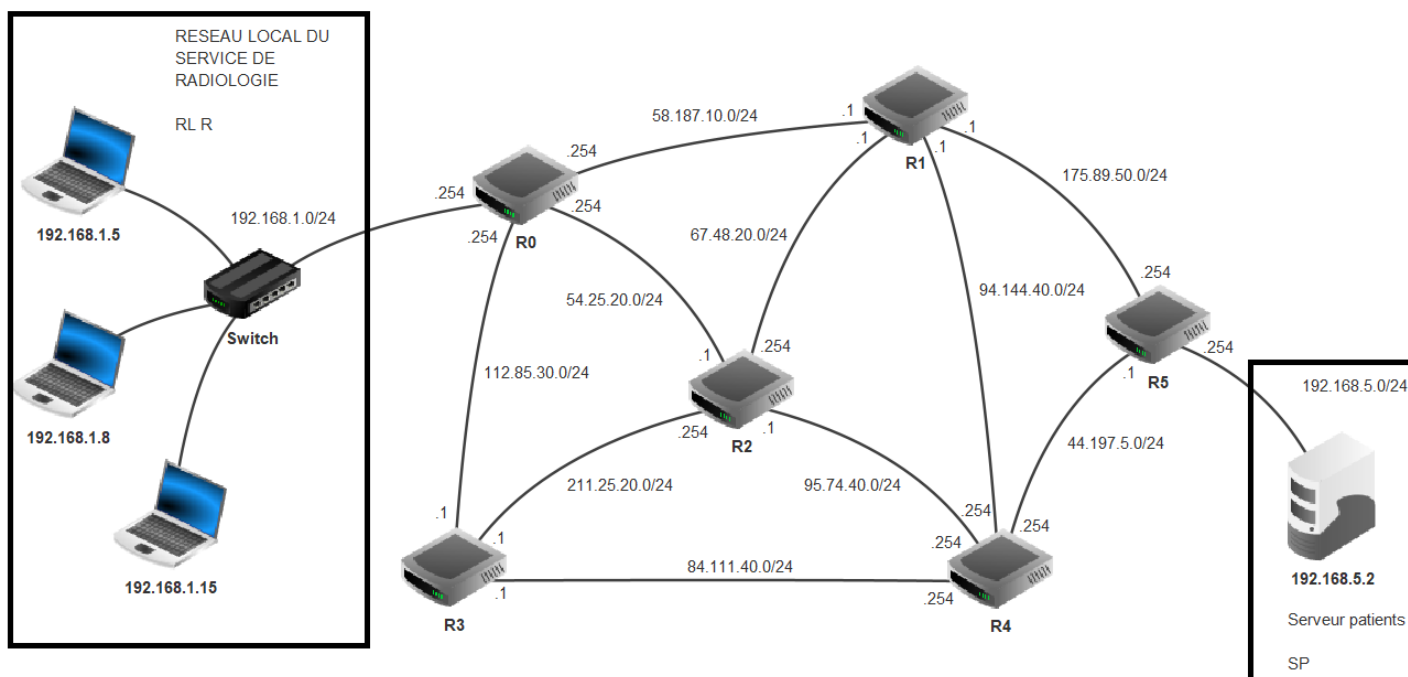 RESEAU LOCAL DU
SERVICE DE
RADIOLOGIE
RL R
192.168.1.5
192.168.1.8
192.168.1.15
Switch
192.168.1.0/24
.254
.254
.254
.254
R0
58.187.10.0/24
.1
.1
.1
.1
R1
175.89.50.0/24
67.48.20.0/24
94.144.40.0/24
54.25.20.0/24
112.85.30.0/24
.1
.254
.254
.1
R2
211.25.20.0/24
95.74.40.0/24
.1
.1
.1
R3
84.111.40.0/24
.254
.254
.254
.254
R4
44.197.5.0/24
.254
.254
.1
R5
192.168.5.0/24
192.168.5.2
Serveur patients
SP